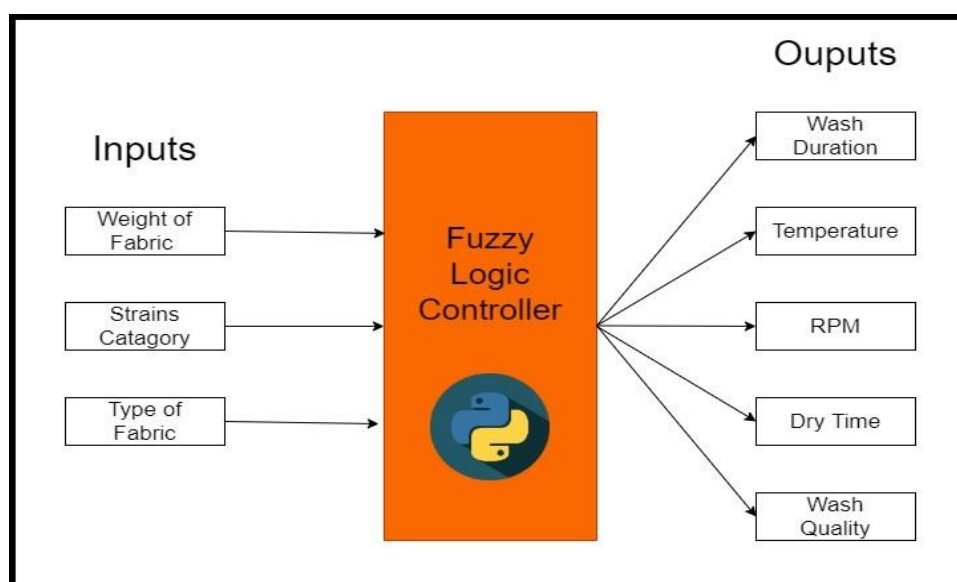 Inputs
Weight of
Fabric
Strains
Catagory
Type of
Fabric
Fuzzy
Logic
Controller
Ouputs
Wash
Duration
Temperature
RPM
Dry Time
Wash
Quality